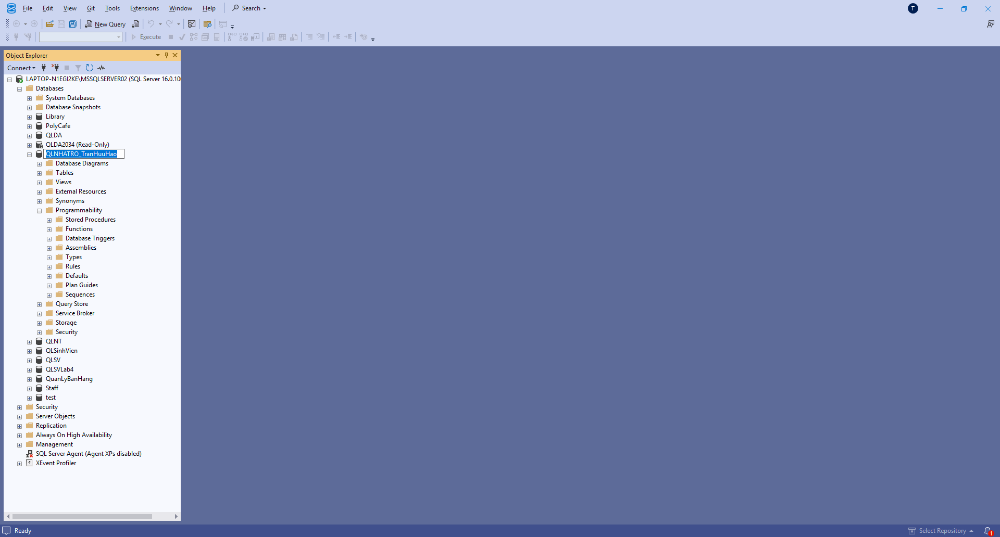 File Edit View Git Tools Extensions Window Help Search
T
New Query
Execute
Object Explorer
Connect
LAPTOP-N1EGI2KE\MSSQLSERVER02 (SQL Server 16.0.10
Databases
System Databases
Database Snapshots
Library
PolyCafe
QLDA
QLDA2034 (Read-Only)
QLNHATRO_TranHuuHao
Database Diagrams
Tables
Views
External Resources
Synonyms
Programmability
Stored Procedures
Functions
Database Triggers
Assemblies
Types
Rules
Defaults
Plan Guides
Sequences
Query Store
Service Broker
Storage
Security
QLNT
QLSinhVien
QLSV
QLSVLab4
QuanLyBanHang
Staff
test
Security
Server Objects
Replication
Always On High Availability
Management
SQL Server Agent (Agent XPs disabled)
XEvent Profiler
Ready
Select Repository
1